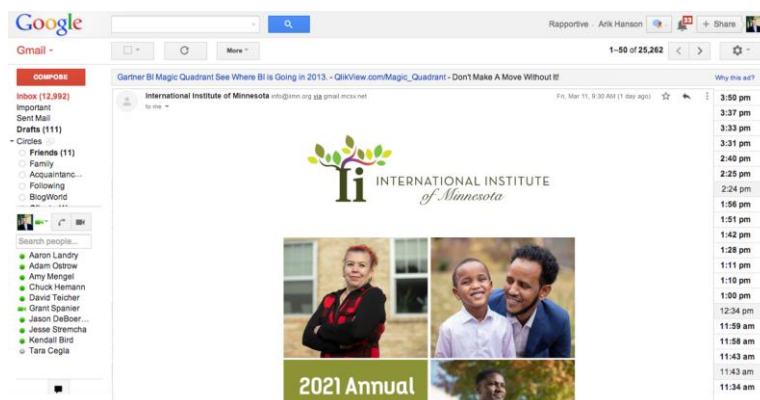 Google
Rapportive
Arik Hanson
33
+ Share
Gmail
More
1–50 of 25,262
COMPOSE
Gartner BI Magic Quadrant See Where BI is Going in 2013. - QlikView.com/Magic_Quadrant - Don't Make A Move Without It!
Why this ad?
Inbox (12,992)
Important
Sent Mail
Drafts (111)
Circles
Friends (11)
Family
Acquaintanc...
Following
BlogWorld
Search people...
Aaron Landry
Adam Ostrow
Amy Mengel
Chuck Hemann
David Teicher
Grant Spanier
Jason DeBoer...
Jesse Stremcha
Kendall Bird
Tara Cegla
International Institute of Minnesota info@iimn.org via gmail.mcsv.net
Fri, Mar 11, 9:30 AM (1 day ago)
to me
Ii
INTERNATIONAL INSTITUTE
of Minnesota
2021 Annual
3:50 pm
3:37 pm
3:33 pm
3:31 pm
2:40 pm
2:25 pm
2:24 pm
1:56 pm
1:51 pm
1:42 pm
1:28 pm
1:11 pm
1:10 pm
1:00 pm
12:34 pm
11:59 am
11:58 am
11:43 am
11:43 am
11:34 am